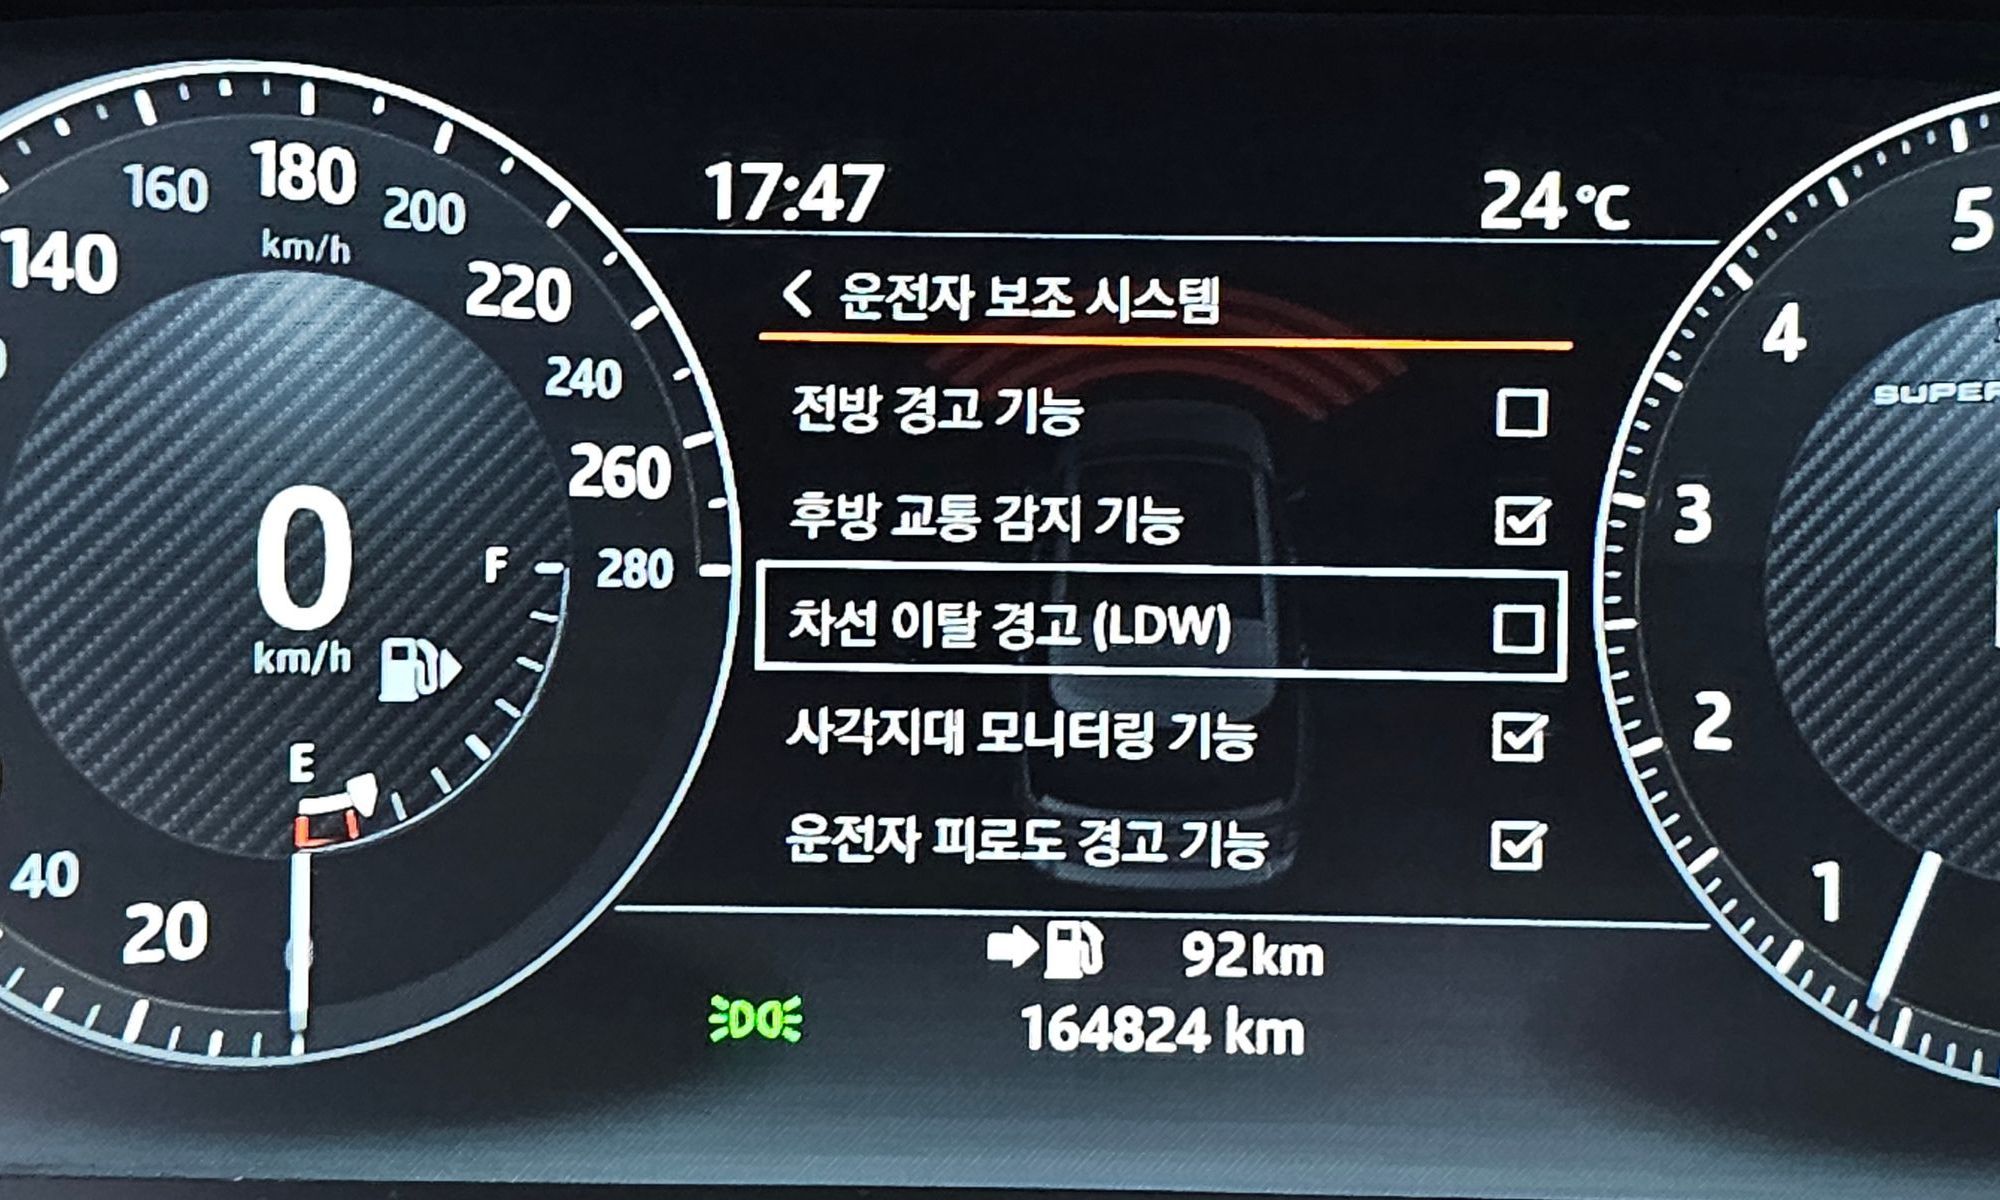 17:47
24°C
160
180
200
km/h
140
220
240
260
280
0
km/h
F
E
40
20
< 운전자 보조 시스템
전방 경고 기능
후방 교통 감지 기능
차선 이탈 경고 (LDW)
사각지대 모니터링 기능
운전자 피로도 경고 기능
92km
164824 km
5
4
3
2
1